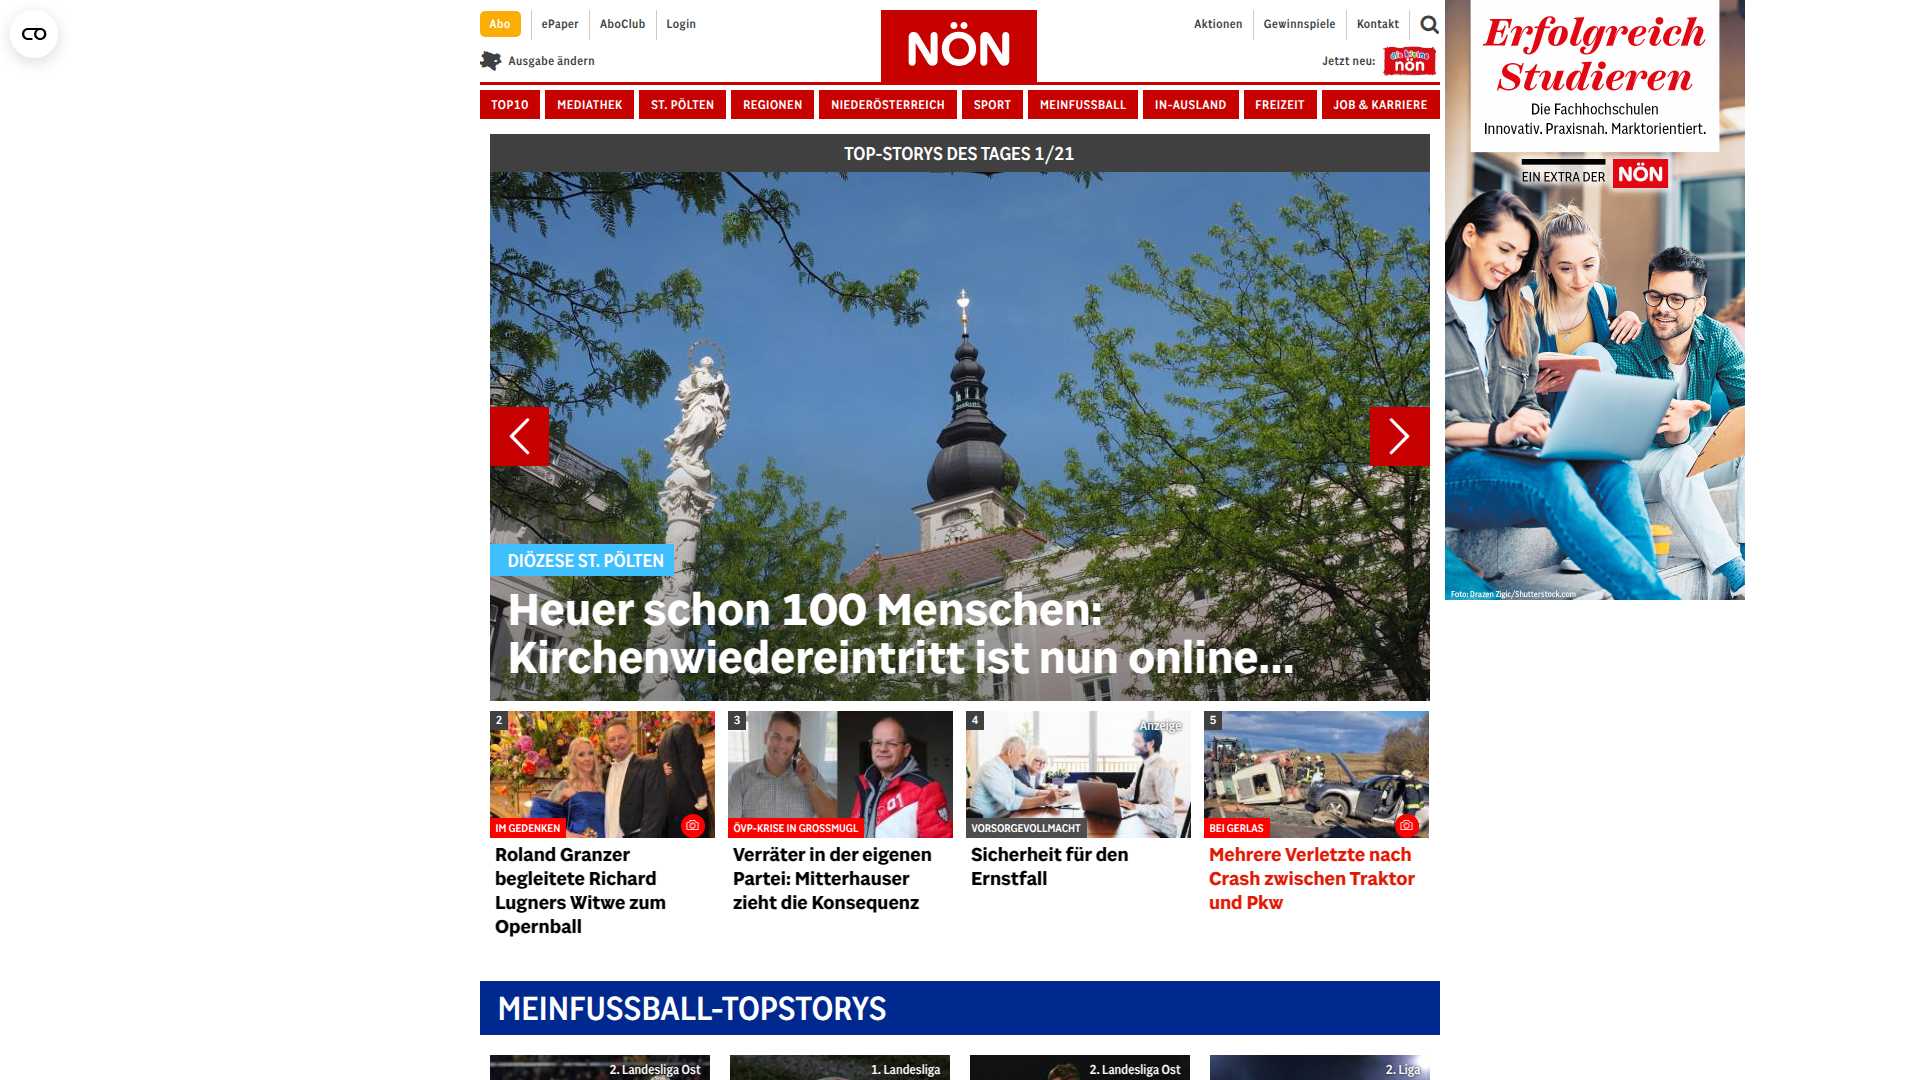 Abo
ePaper
AboClub
Login
NÖN
Aktionen
Gewinnspiele
Kontakt
Ausgabe ändern
Jetzt neu:
die kleine
nön
TOP10
MEDIATHEK
ST. PÖLTEN
REGIONEN
NIEDERÖSTERREICH
SPORT
MEINFUSSBALL
IN-AUSLAND
FREIZEIT
JOB & KARRIERE
TOP-STORYS DES TAGES 1/21
DIÖZESE ST. PÖLTEN
Heuer schon 100 Menschen:
Kirchenwiedereintritt ist nun online...
2
IM GEDENKEN
Roland Granzer
begleitete Richard
Lugners Witwe zum
Opernball
3
ÖVP-KRISE IN GROSSMUGL
Verräter in der eigenen
Partei: Mitterhauser
zieht die Konsequenz
4
Anzeige
VORSORGEVOLLMACHT
Sicherheit für den
Ernstfall
5
BEI GERLAS
Mehrere Verletzte nach
Crash zwischen Traktor
und Pkw
MEINFUSSBALL-TOPSTORYS
2. Landesliga Ost
1. Landesliga
2. Landesliga Ost
2. Liga
Erfolgreich
Studieren
Die Fachhochschulen
Innovativ. Praxisnah. Marktorientiert.
EIN EXTRA DER NÖN
Foto: Drazen Zigic/Shutterstock.com